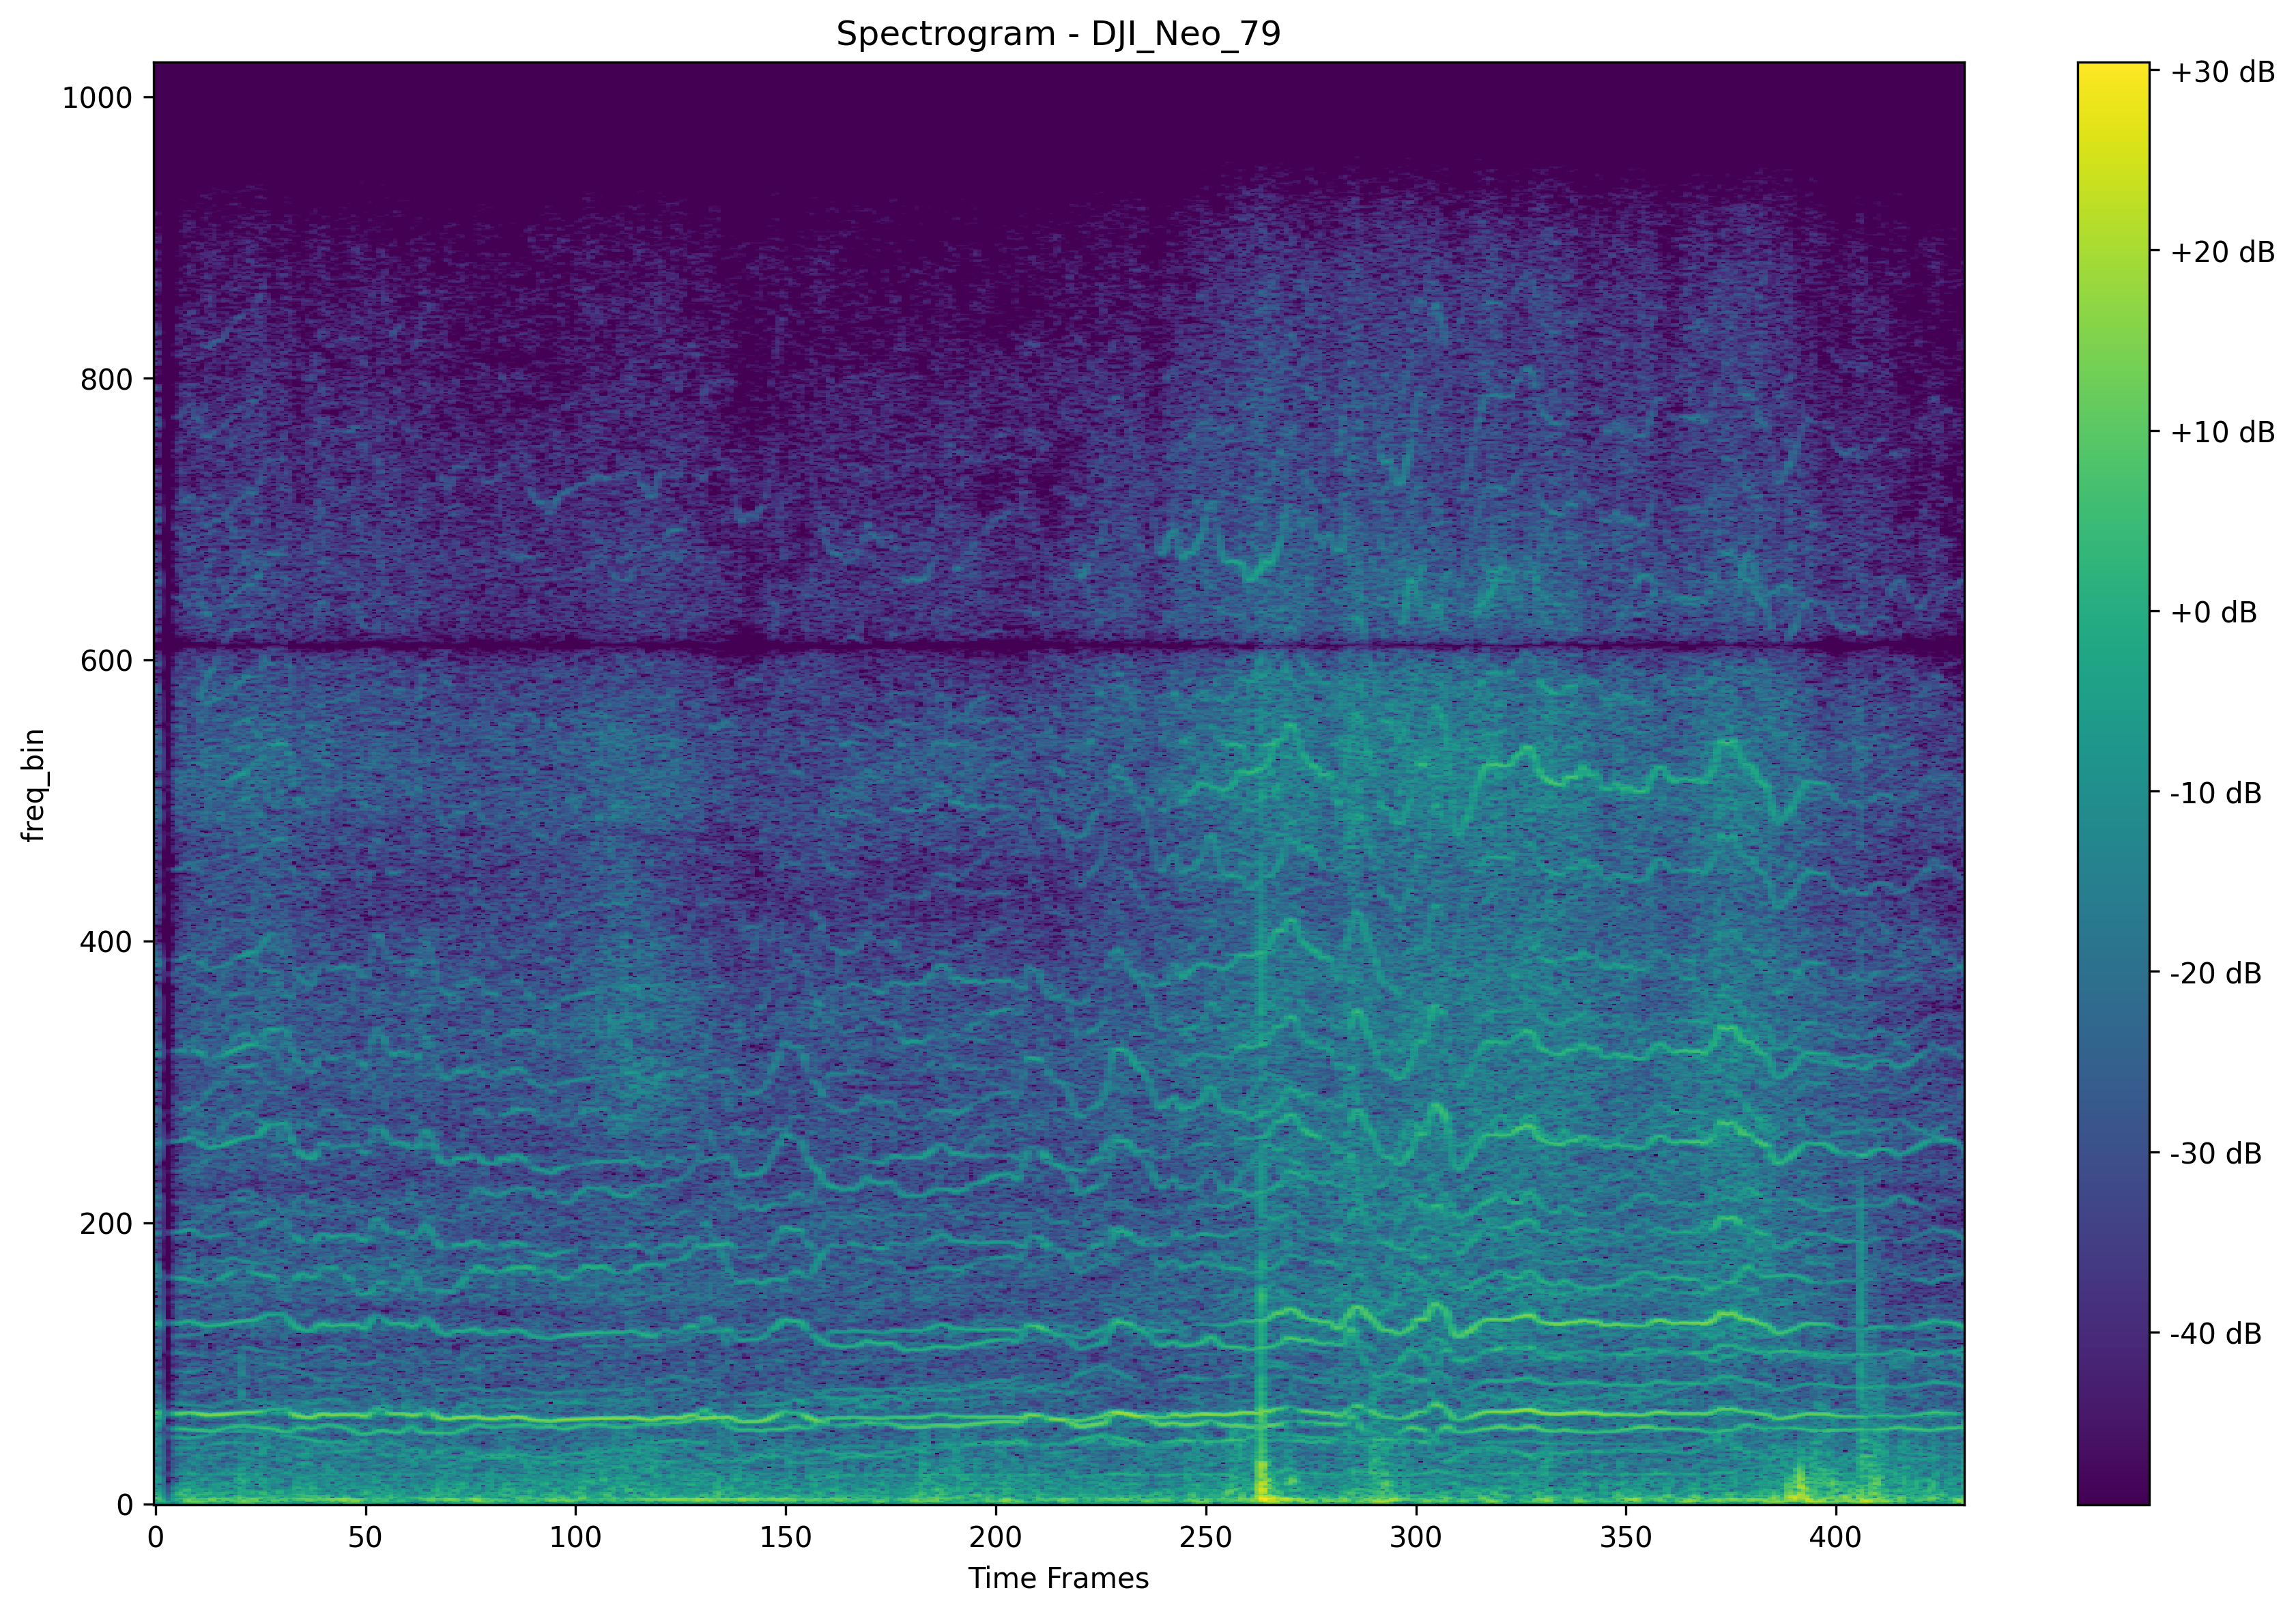 Spectrogram - DJI_Neo_79
1000
800
600
400
200
0
freq_bin
0 50 100 150 200 250 300 350 400
Time Frames
+30 dB
+20 dB
+10 dB
+0 dB
-10 dB
-20 dB
-30 dB
-40 dB